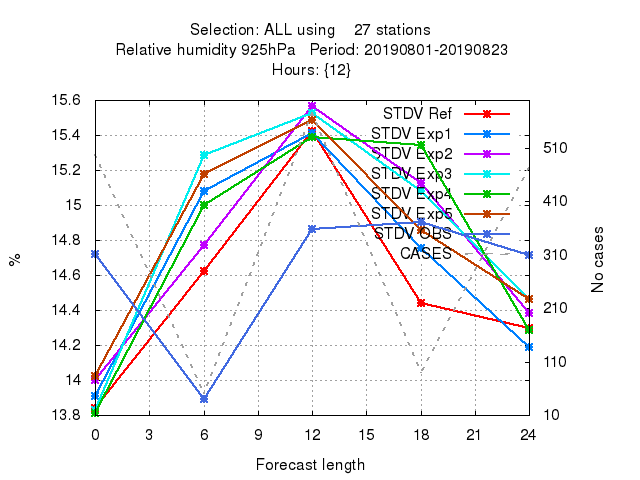 Selection: ALL using    27 stations
Relative humidity 925hPa   Period: 20190801-20190823
Hours: {12}
15.6
15.4
15.2
15
14.8
14.6
14.4
14.2
14
13.8
%
STDV Ref
STDV Exp1
STDV Exp2
STDV Exp3
STDV Exp4
STDV Exp5
STDV OBS
CASES
510
410
310
210
110
10
No cases
0 3 6 9 12 15 18 21 24
Forecast length